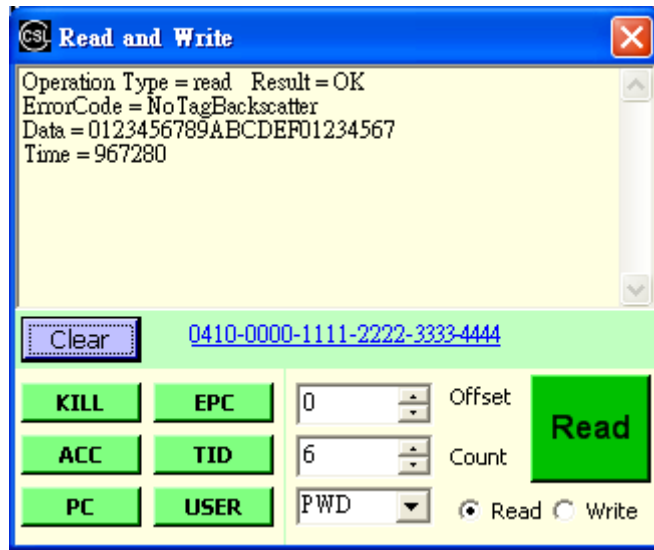 CSL Read and Write
Operation Type = read Result = OK
ErrorCode = NoTagBackscatter
Data = 0123456789ABCDEF01234567
Time = 967280
Clear 0410-0000-1111-2222-3333-4444
KILL EPC 0 Offset Read
ACC TID 6 Count
PC USER PWD Read Write